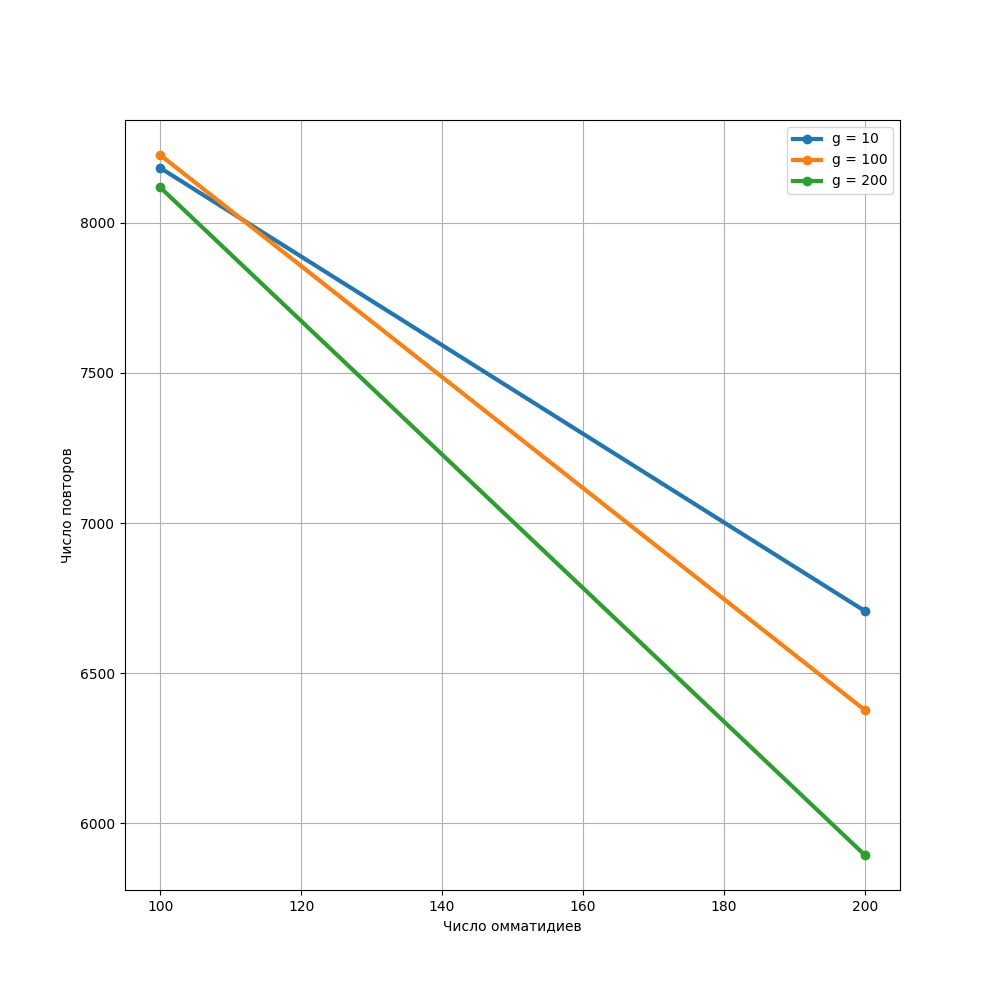 g = 10
g = 100
g = 200
8000
7500
7000
6500
6000
Число повторов
100 120 140 160 180 200
Число омматидиев